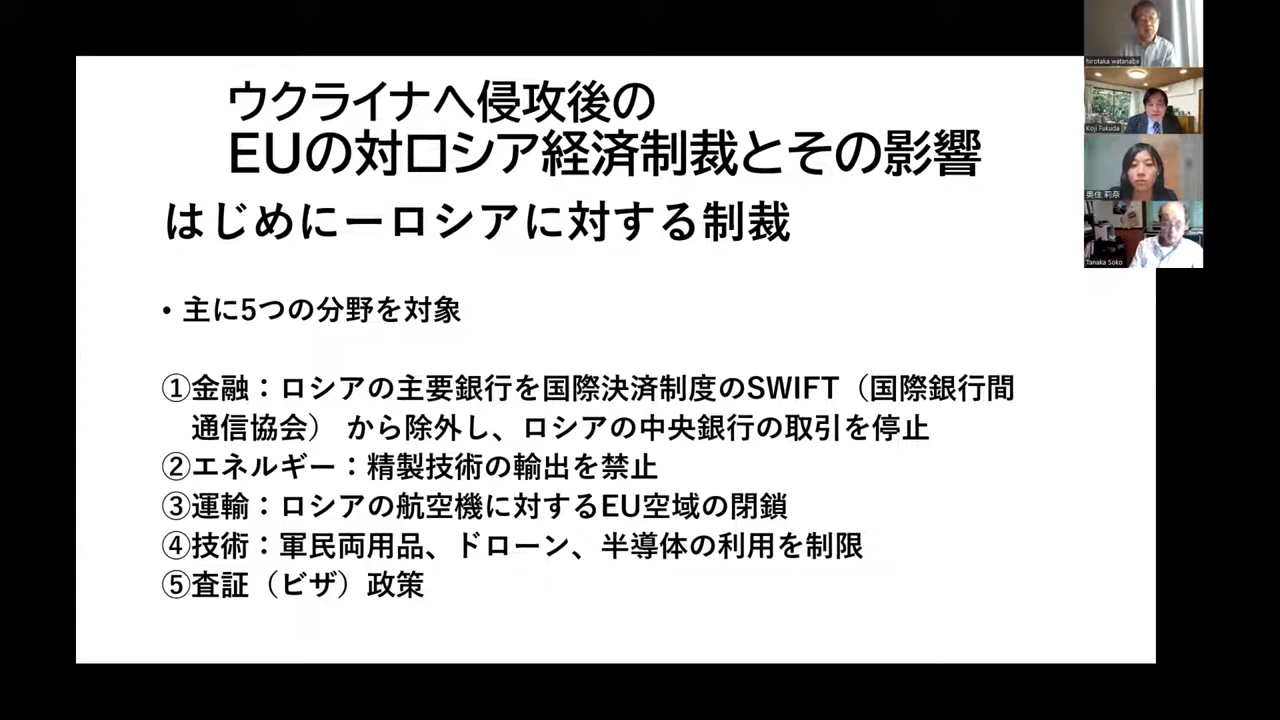 ウクライナへ侵攻後の
EUの対ロシア経済制裁とその影響
はじめにーロシアに対する制裁
• 主に5つの分野を対象
①金融：ロシアの主要銀行を国際決済制度のSWIFT（国際銀行間
通信協会） から除外し、ロシアの中央銀行の取引を停止
②エネルギー：精製技術の輸出を禁止
③運輸：ロシアの航空機に対するEU空域の閉鎖
④技術：軍民両用品、ドローン、半導体の利用を制限
⑤査証（ビザ）政策
hirotaka watanabe
Koji Fukuda
奥住 莉奈
Tanaka Soko